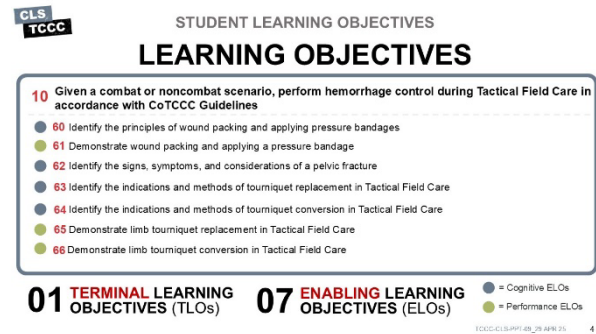 CLS
TCCC
STUDENT LEARNING OBJECTIVES
LEARNING OBJECTIVES
10 Given a combat or noncombat scenario, perform hemorrhage control during Tactical Field Care in
accordance with CoTCCC Guidelines
60 Identify the principles of wound packing and applying pressure bandages
61 Demonstrate wound packing and applying a pressure bandage
62 Identify the signs, symptoms, and considerations of a pelvic fracture
63 Identify the indications and methods of tourniquet replacement in Tactical Field Care
64 Identify the indications and methods of tourniquet conversion in Tactical Field Care
65 Demonstrate limb tourniquet replacement in Tactical Field Care
66 Demonstrate limb tourniquet conversion in Tactical Field Care
01 TERMINAL LEARNING
OBJECTIVES (TLOs)
07 ENABLING LEARNING
OBJECTIVES (ELOs)
= Cognitive ELOs
= Performance ELOs
4